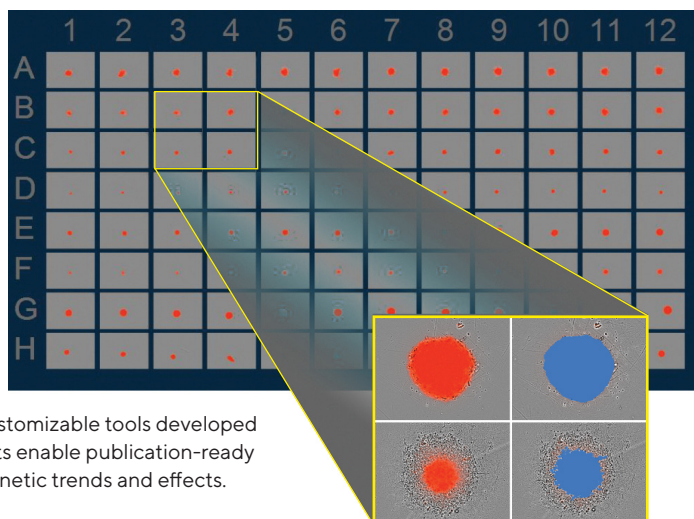 1 2 3 4 5 6 7 8 9 10 11 12
A
B
C
D
E
F
G
H
stomizable tools developed
ts enable publication-ready
netic trends and effects.